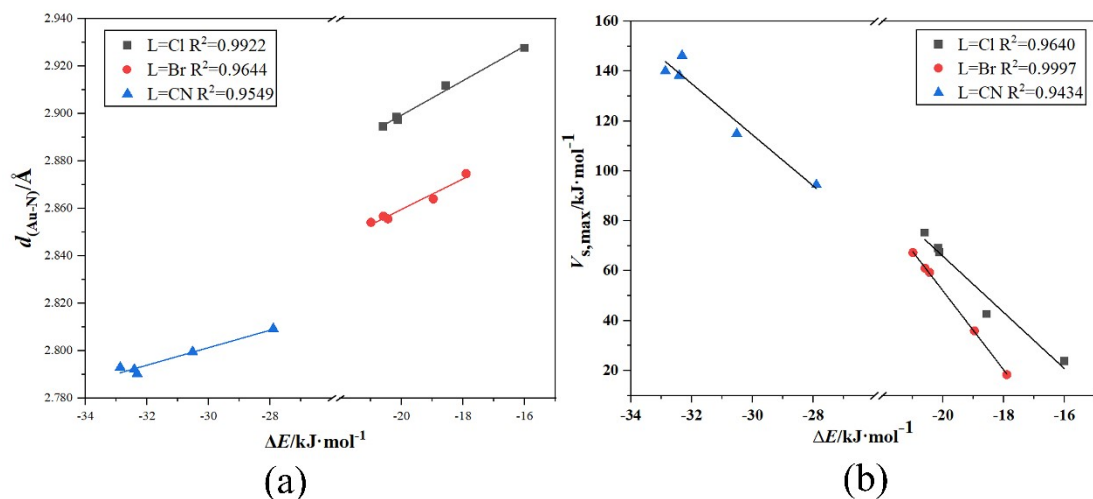 2.940
2.920
2.900
2.880
2.860
2.840
2.820
2.800
2.780
d(Au-N)/Å
L=Cl R²=0.9922
L=Br R²=0.9644
L=CN R²=0.9549
-34 -32 -30 -28 -20 -18 -16
ΔE/kJ·mol⁻¹
(a)
160
140
120
100
80
60
40
20
Vs,max/kJ·mol⁻¹
L=Cl R²=0.9640
L=Br R²=0.9997
L=CN R²=0.9434
-34 -32 -30 -28 -20 -18 -16
ΔE/kJ·mol⁻¹
(b)